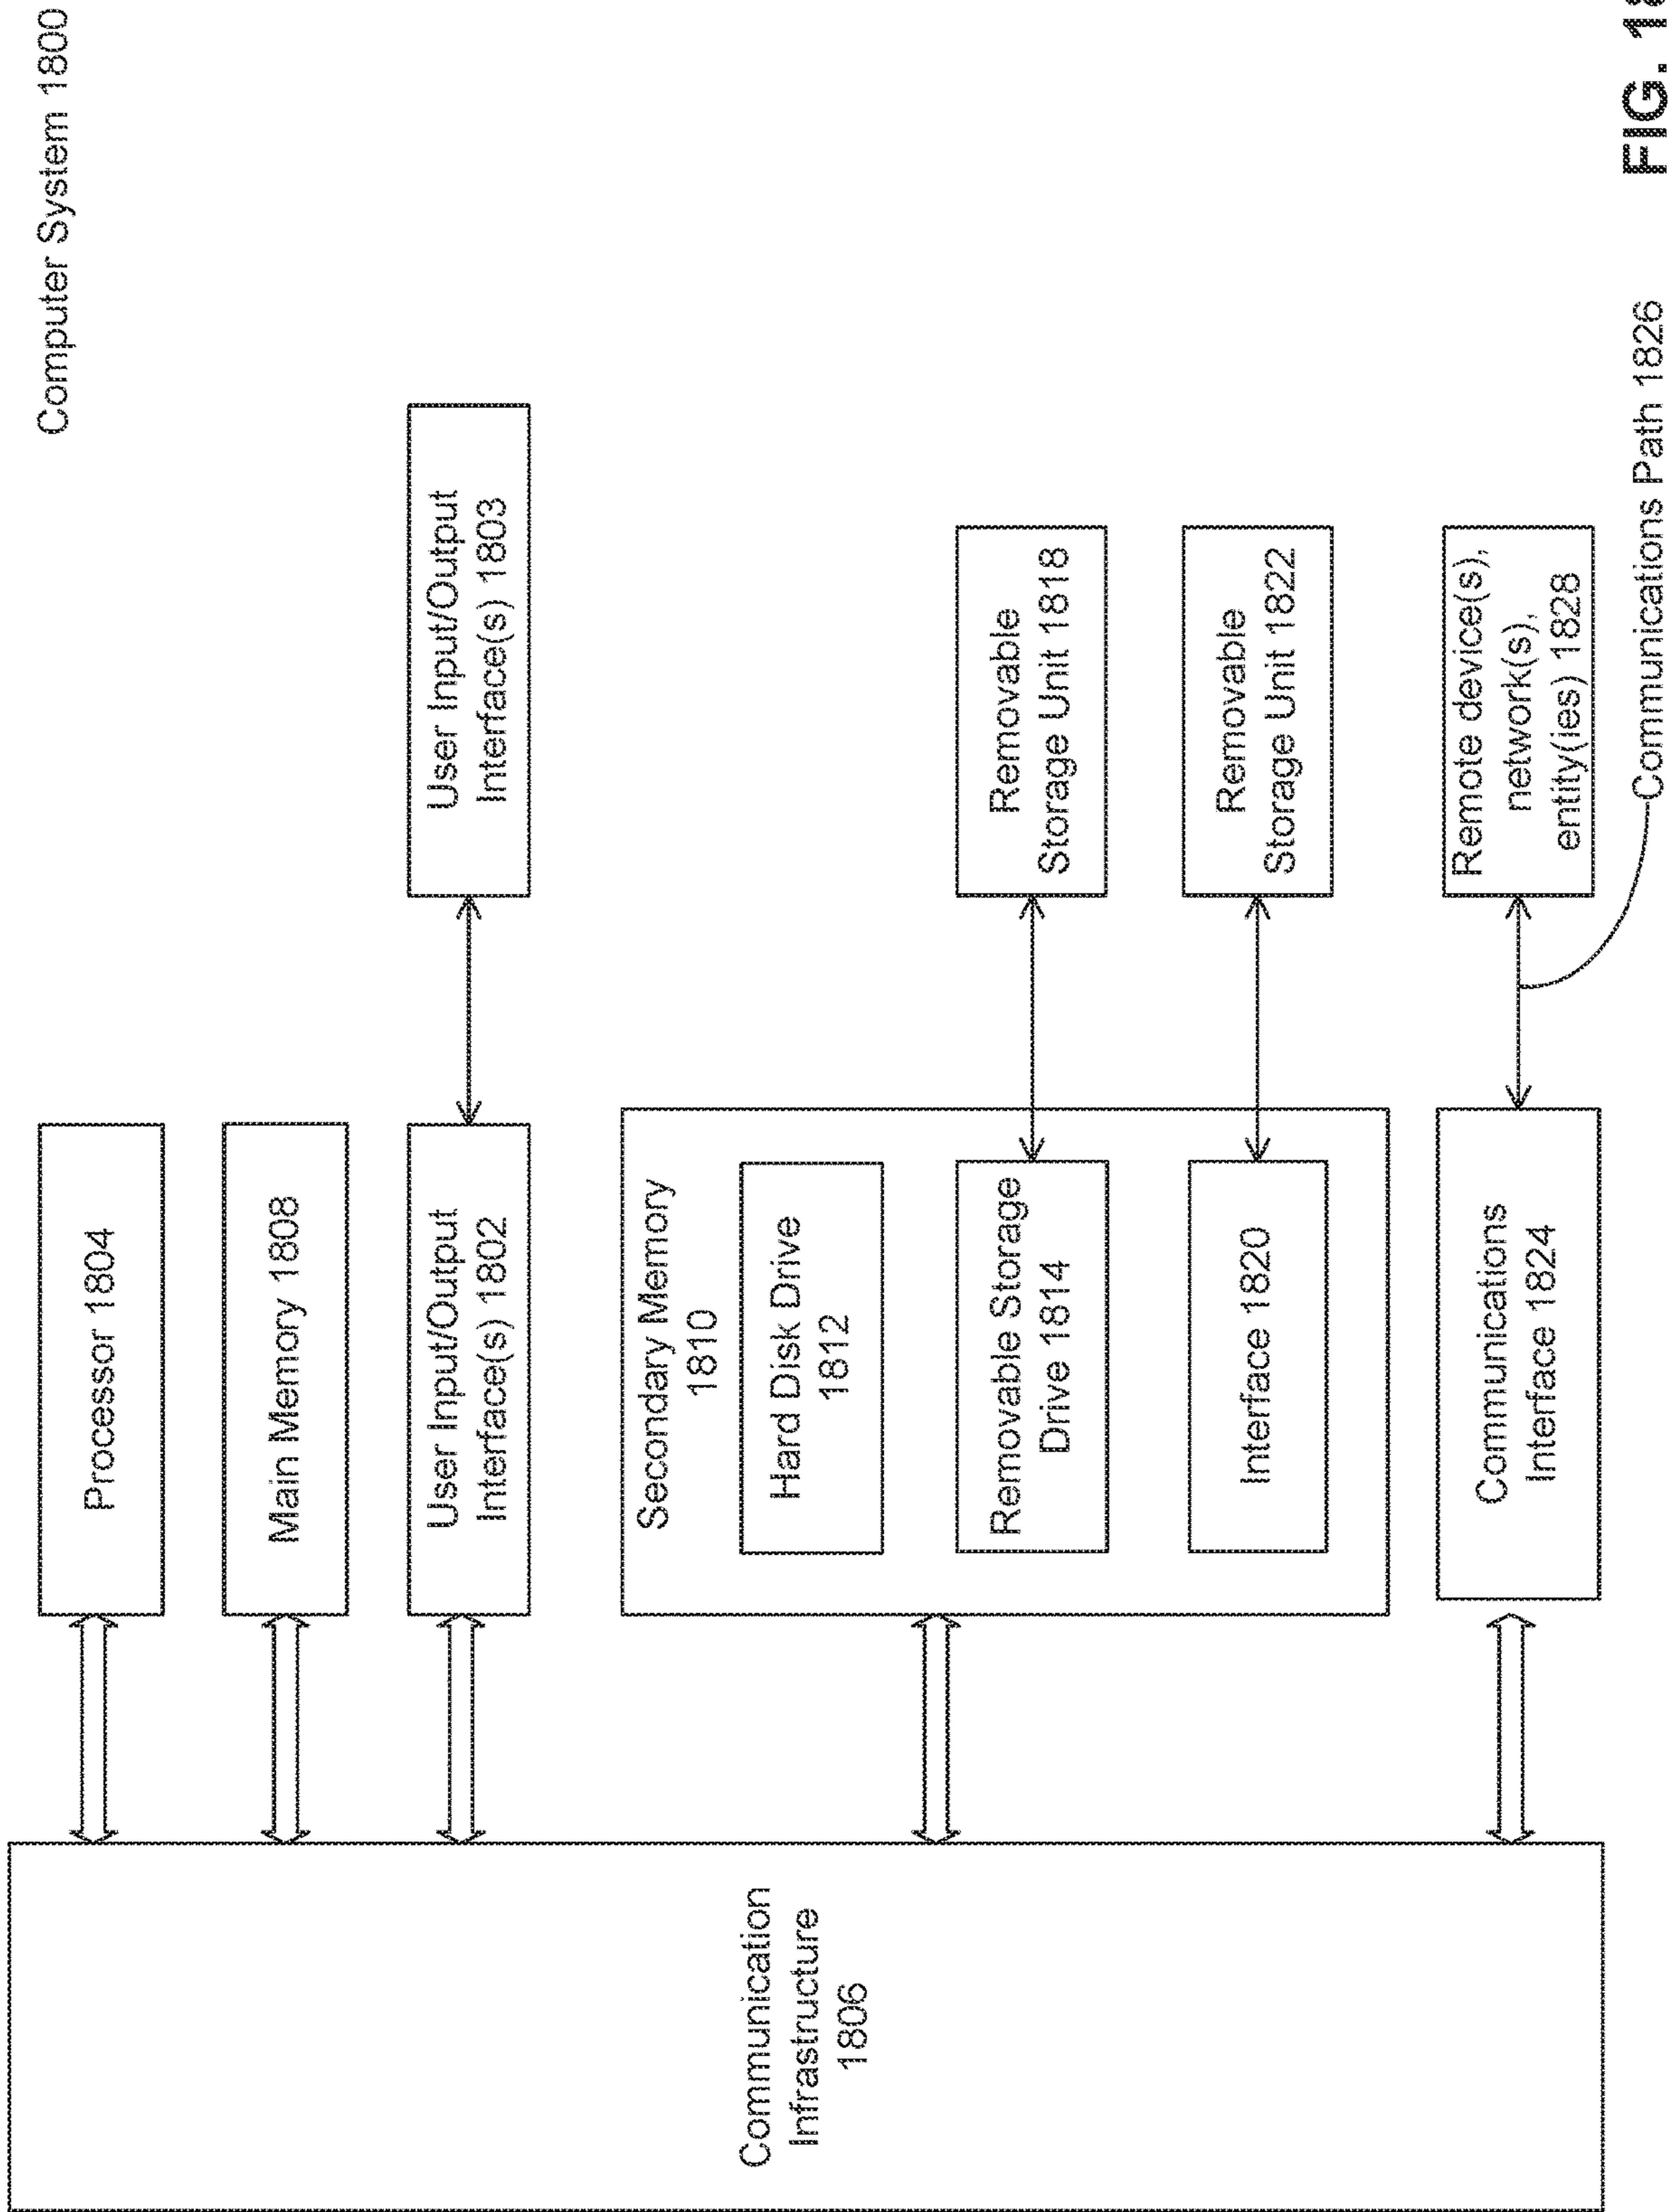 Computer System 1800
Processor 1804
Main Memory 1808
User Input/Output
Interface(s) 1802
User Input/Output
Interface(s) 1803
Communication
Infrastructure
1806
Secondary Memory
1810
Hard Disk Drive
1812
Removable Storage
Drive 1814
Removable
Storage Unit 1818
Interface 1820
Removable
Storage Unit 1822
Communications
Interface 1824
Remote device(s),
network(s),
entity(ies) 1828
Communications Path 1826
FIG. 18